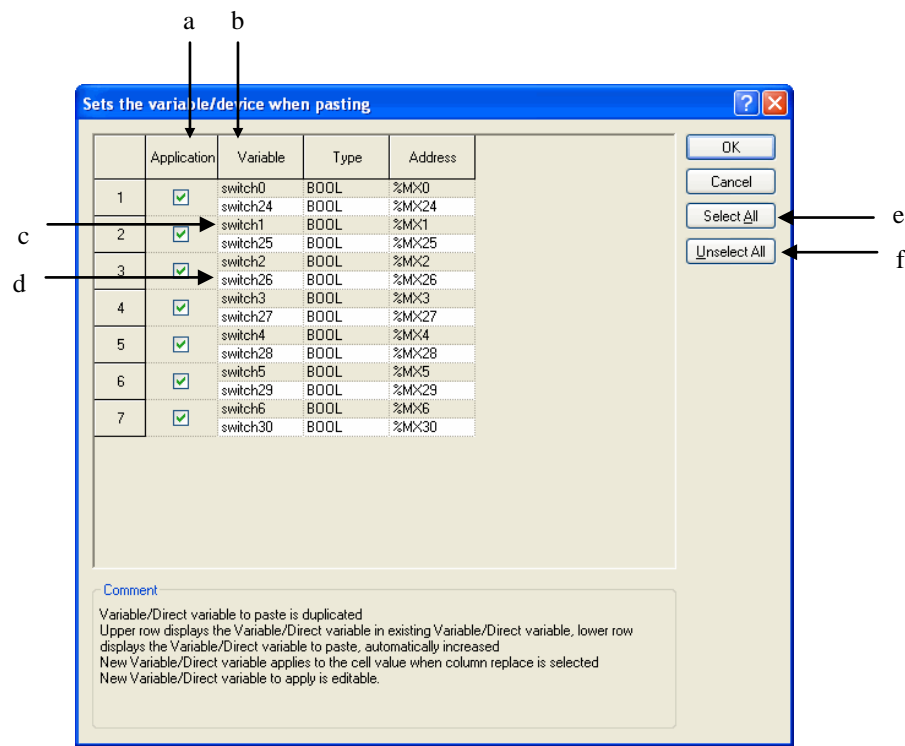 a b
Sets the variable/device when pasting
Application Variable Type Address
1 switch0 BOOL %MX0
switch24 BOOL %MX24
2 switch1 BOOL %MX1
switch25 BOOL %MX25
3 switch2 BOOL %MX2
switch26 BOOL %MX26
4 switch3 BOOL %MX3
switch27 BOOL %MX27
5 switch4 BOOL %MX4
switch28 BOOL %MX28
6 switch5 BOOL %MX5
switch29 BOOL %MX29
7 switch6 BOOL %MX6
switch30 BOOL %MX30
OK
Cancel
Select All
Unselect All
c
d
e
f
Comment
Variable/Direct variable to paste is duplicated
Upper row displays the Variable/Direct variable in existing Variable/Direct variable, lower row
displays the Variable/Direct variable to paste, automatically increased
New Variable/Direct variable applies to the cell value when column replace is selected
New Variable/Direct variable to apply is editable.